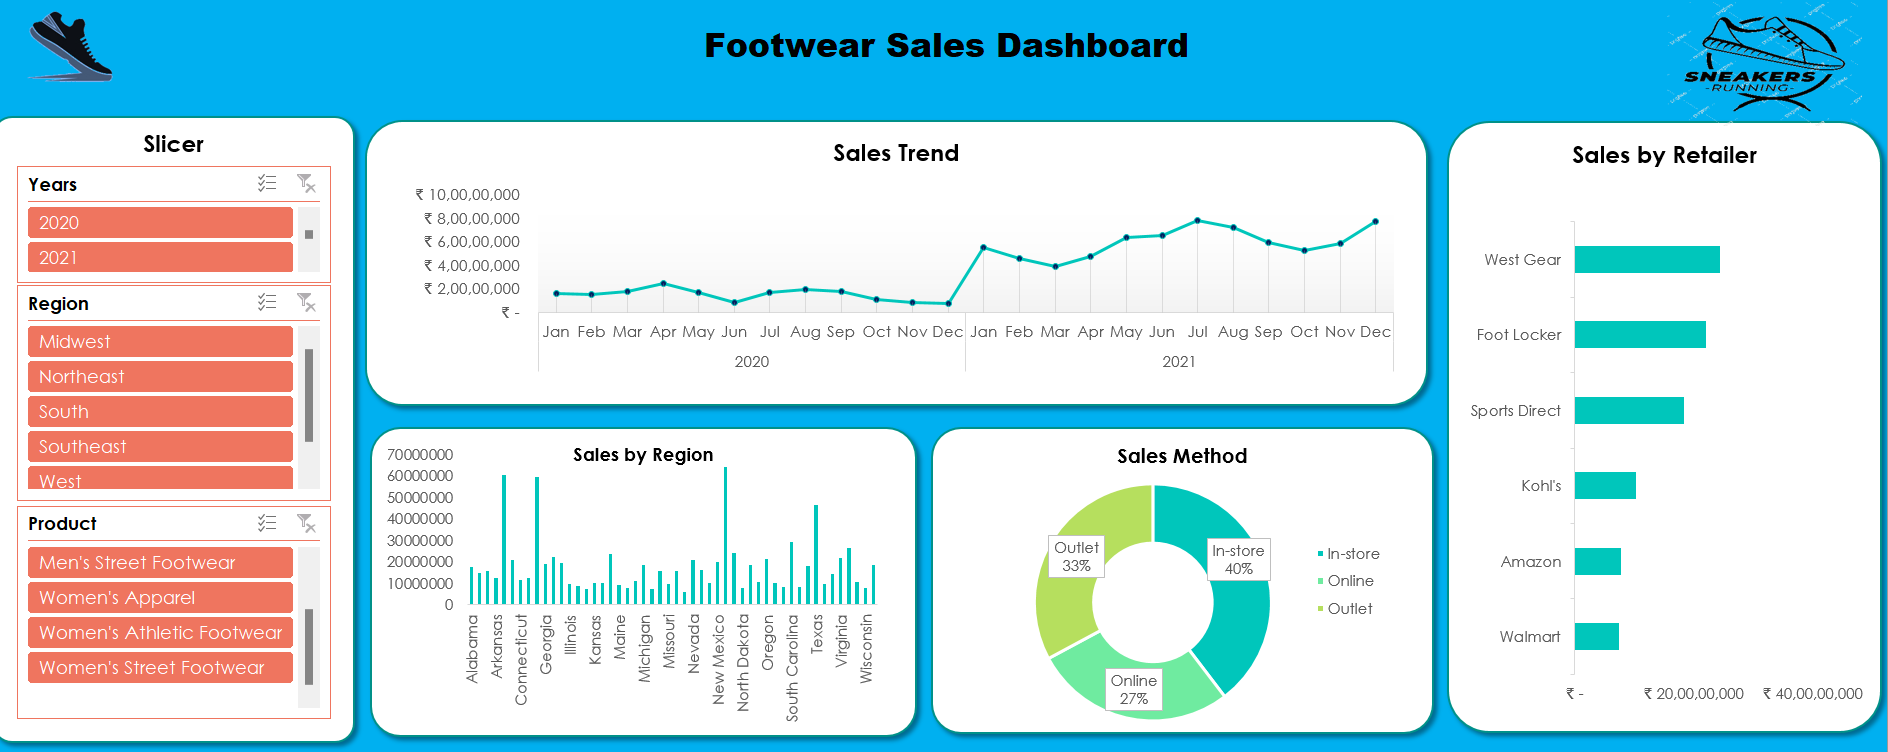 Footwear Sales Dashboard
SNEAKERS
-RUNNING-
Slicer
Years
2020
2021
Region
Midwest
Northeast
South
Southeast
West
Product
Men's Street Footwear
Women's Apparel
Women's Athletic Footwear
Women's Street Footwear
Sales Trend
₹ 10,00,00,000
₹ 8,00,00,000
₹ 6,00,00,000
₹ 4,00,00,000
₹ 2,00,00,000
₹ -
Jan Feb Mar Apr May Jun Jul Aug Sep Oct Nov Dec Jan Feb Mar Apr May Jun Jul Aug Sep Oct Nov Dec
2020 2021
Sales by Region
70000000
60000000
50000000
40000000
30000000
20000000
10000000
0
Alabama
Arkansas
Connecticut
Georgia
Illinois
Kansas
Maine
Michigan
Missouri
Nevada
New Mexico
North Dakota
Oregon
South Carolina
Texas
Virginia
Wisconsin
Sales Method
Outlet
33%
In-store
40%
Online
27%
In-store
Online
Outlet
Sales by Retailer
West Gear
Foot Locker
Sports Direct
Kohl's
Amazon
Walmart
₹ - ₹ 20,00,00,000 ₹ 40,00,00,000